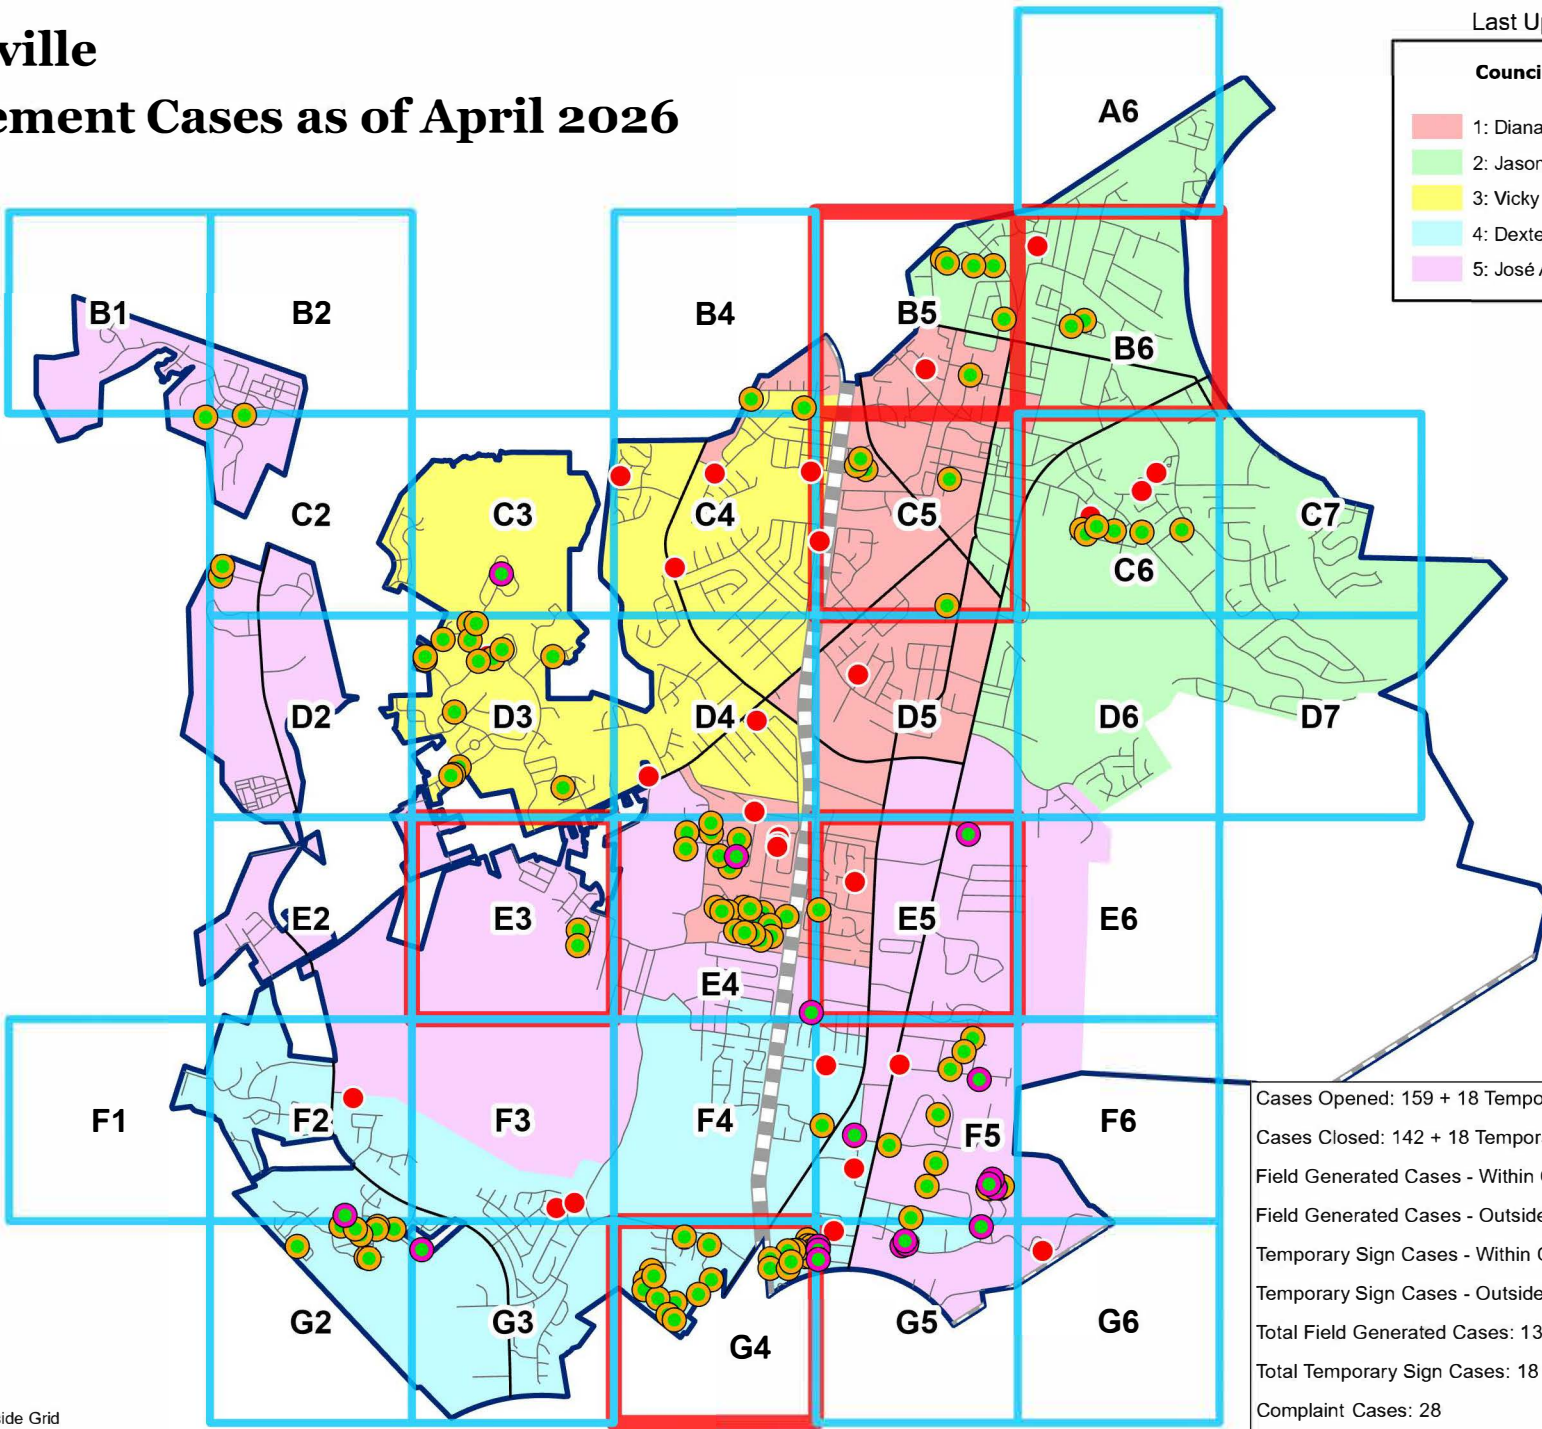 ville
ement Cases as of April 2026
Last Up
Counci
1: Diana
2: Jason
3: Vicky
4: Dexte
5: José A
A6
B1
B2
B4
B5
B6
C2
C3
C4
C5
C6
C7
D2
D3
D4
D5
D6
D7
E2
E3
E4
E5
E6
F1
F2
F3
F4
F5
F6
G2
G3
G4
G5
G6
Cases Opened: 159 + 18 Tempo
Cases Closed: 142 + 18 Tempor
Field Generated Cases - Within
Field Generated Cases - Outside
Temporary Sign Cases - Within
Temporary Sign Cases - Outside
Total Field Generated Cases: 13
Total Temporary Sign Cases: 18
Complaint Cases: 28
side Grid